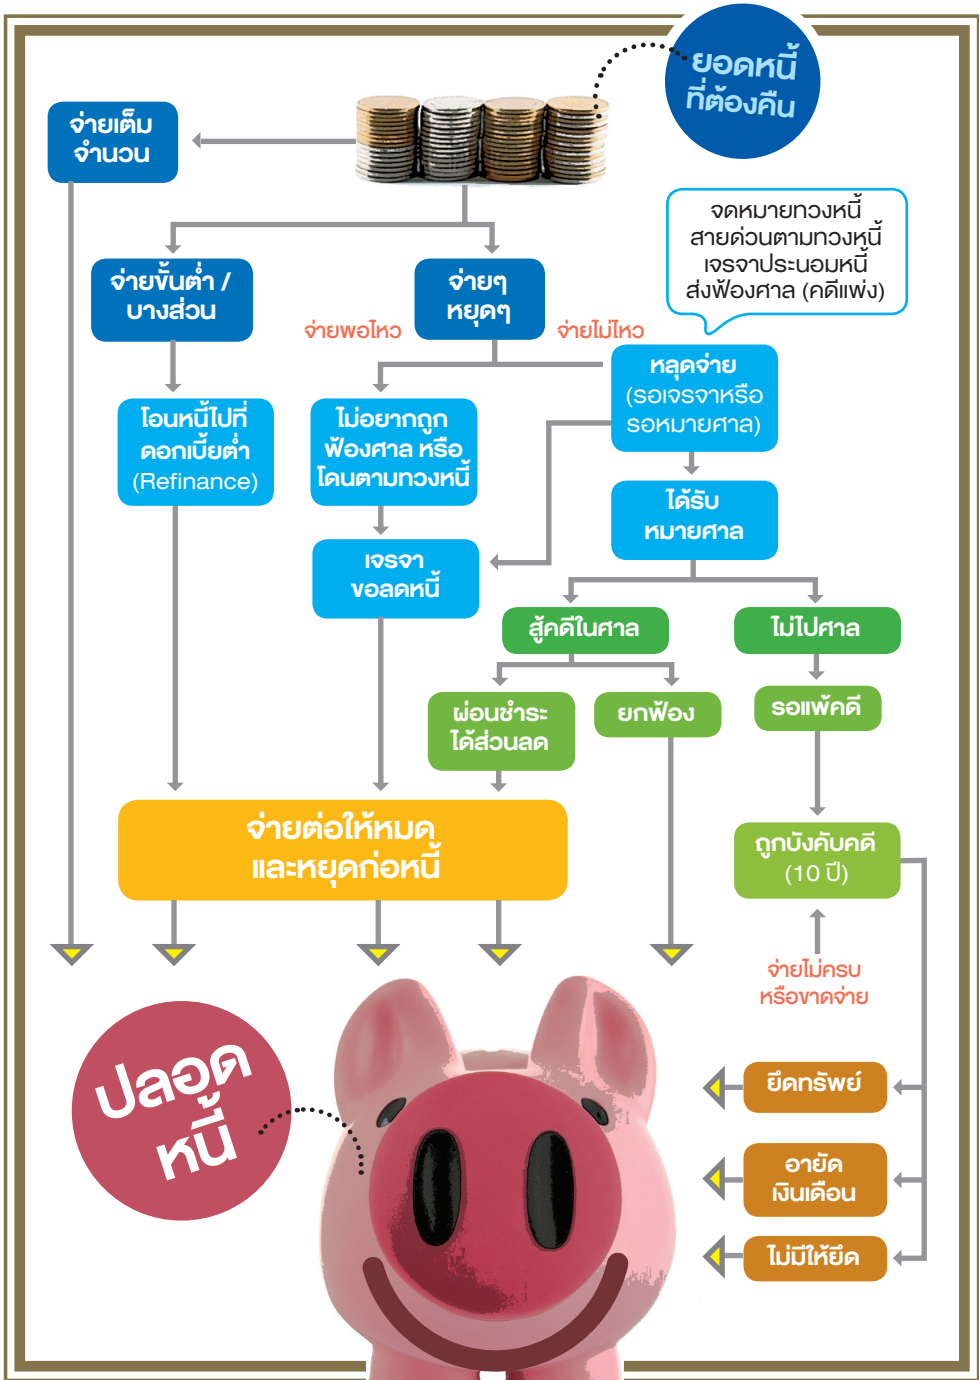 ยอดหนี้
ที่ต้องคืน
จ่ายเต็ม
จำนวน
จดหมายทวงหนี้
สายด่วนตามทวงหนี้
เจรจาประนอมหนี้
ส่งฟ้องศาล (คดีแพ่ง)
จ่ายขั้นต่ำ /
บางส่วน
จ่ายๆ
หยุดๆ
จ่ายพอไหว
จ่ายไม่ไหว
หลุดจ่าย
(รอเจรจาหรือ
รอหมายศาล)
โอนหนี้ไปที่
ดอกเบี้ยต่ำ
(Refinance)
ไม่อยากถูก
ฟ้องศาล หรือ
โดนตามทวงหนี้
ได้รับ
หมายศาล
เจรจา
ขอลดหนี้
สู้คดีในศาล
ไม่ไปศาล
ผ่อนชำระ
ได้ส่วนลด
ยกฟ้อง
รอแพ้คดี
จ่ายต่อให้หมด
และหยุดก่อหนี้
ถูกบังคับคดี
(10 ปี)
จ่ายไม่ครบ
หรือขาดจ่าย
ปลอด
หนี้
ยึดทรัพย์
อายัด
เงินเดือน
ไม่มีให้ยึด